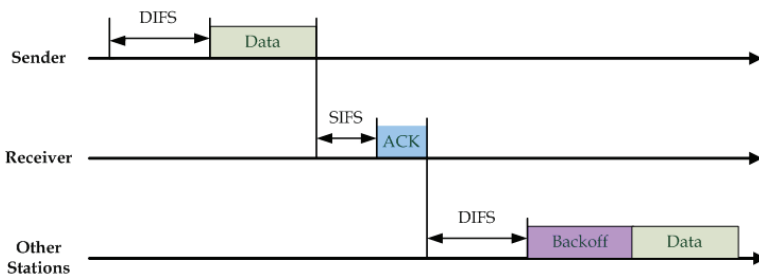 DIFS
Data
Sender
SIFS
ACK
Receiver
DIFS
Backoff
Data
Other
Stations